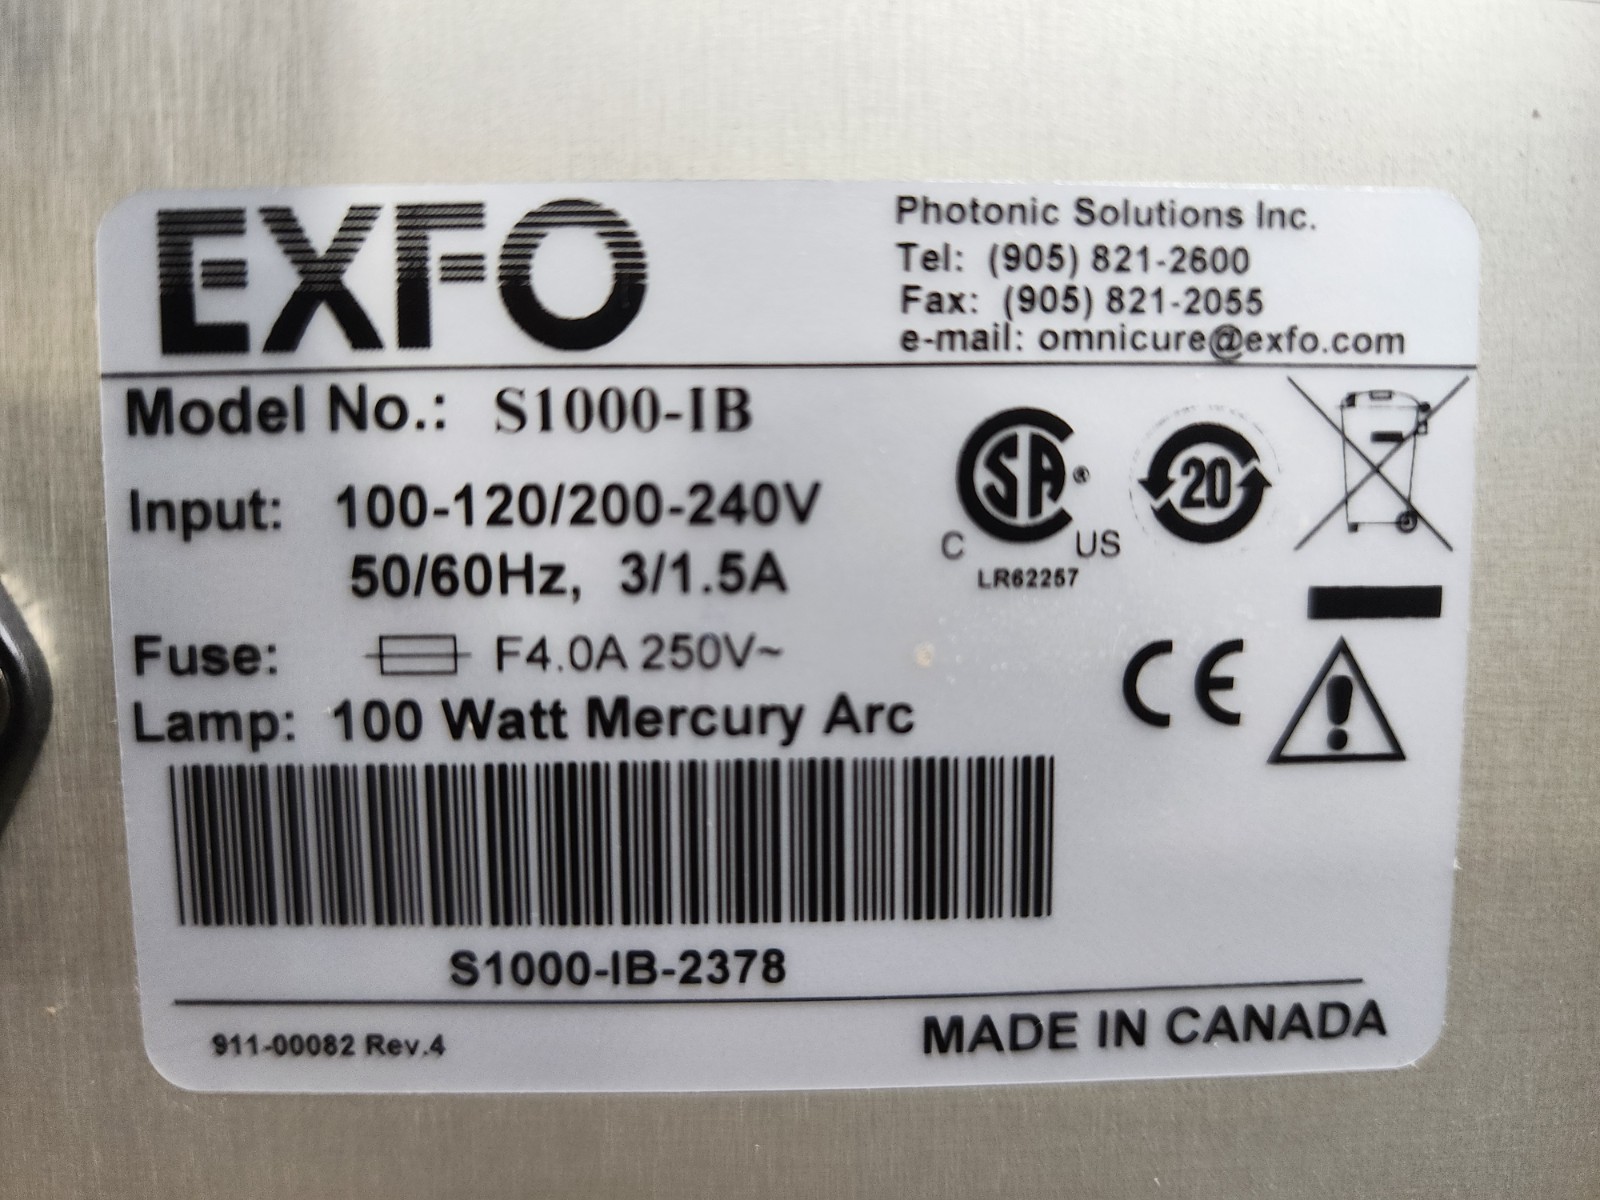 EXFO
Photonic Solutions Inc.
Tel: (905) 821-2600
Fax: (905) 821-2055
e-mail: omnicure@exfo.com
Model No.: S1000-IB
Input: 100-120/200-240V
50/60Hz, 3/1.5A
Fuse: F4.0A 250V~
Lamp: 100 Watt Mercury Arc
SA®
C US
LR62257
20
CE
S1000-IB-2378
911-00082 Rev.4
MADE IN CANADA